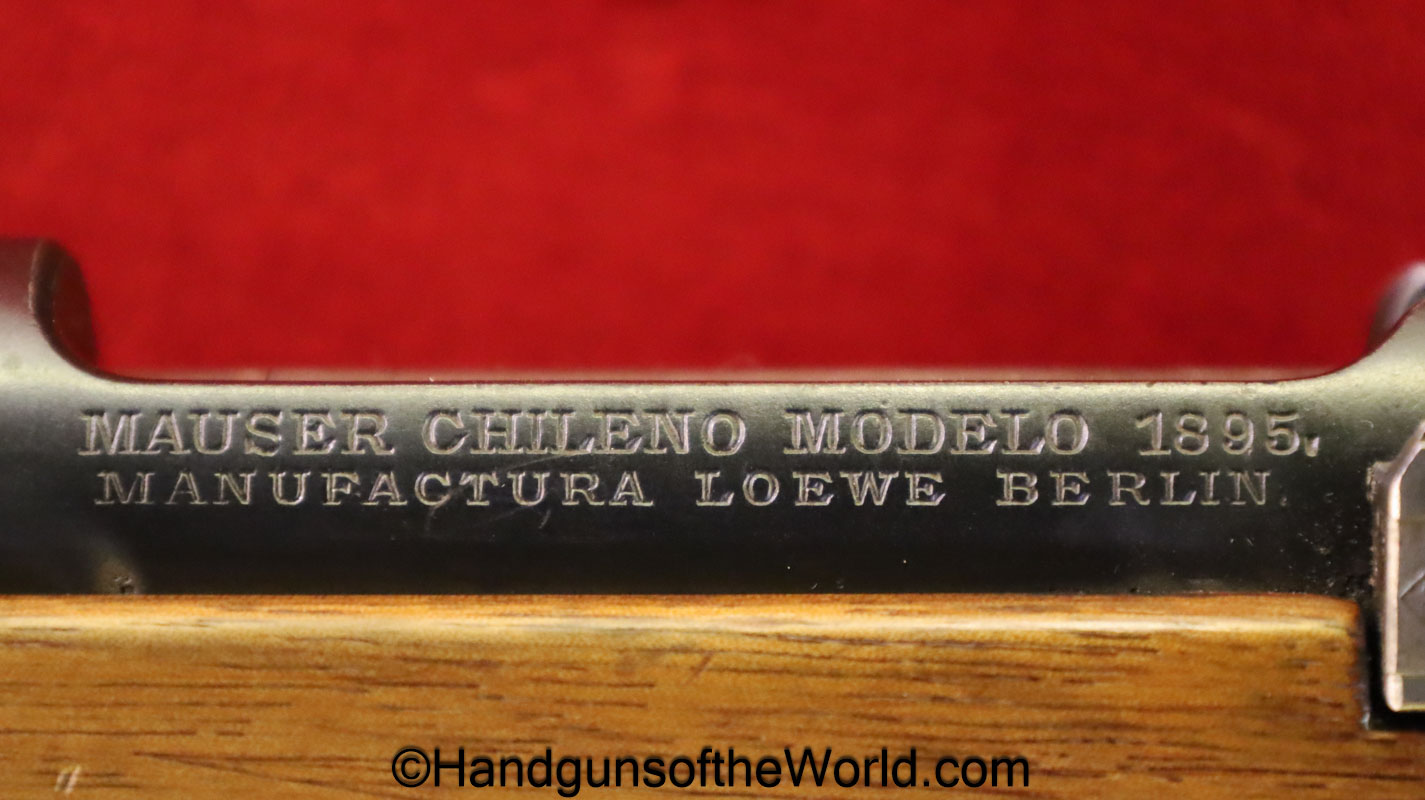 MAUSER CHILENO MODELO 1895.
MANUFACTURA LOEWE BERLIN.
©HandgunsoftheWorld.com